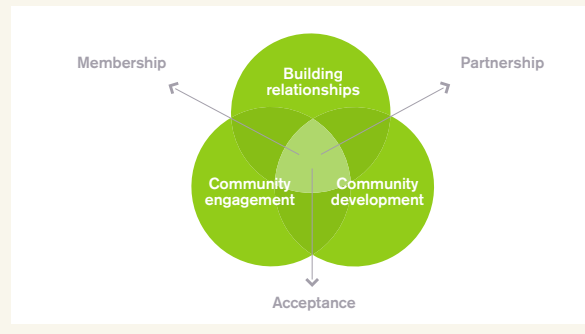 Membership
Partnership
Building
relationships
Community
engagement
Community
development
Acceptance